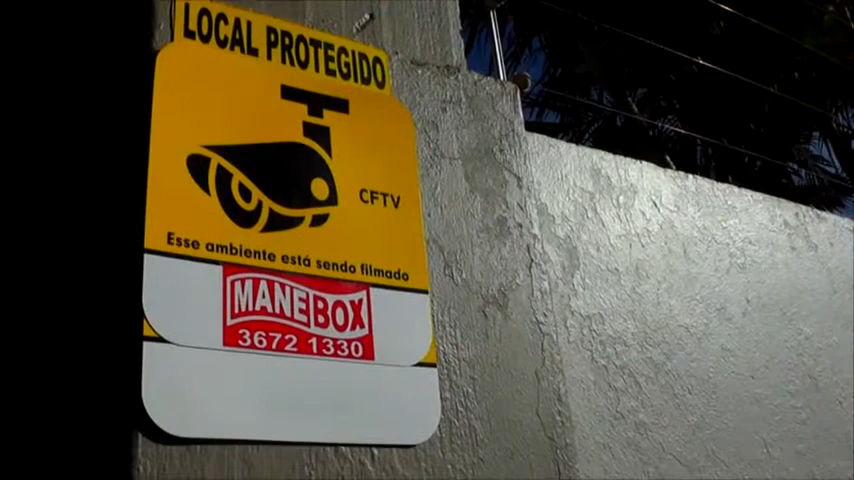 LOCAL PROTEGIDO
CFTV
Esse ambiente está sendo filmado
MANEBOX
3672 1330